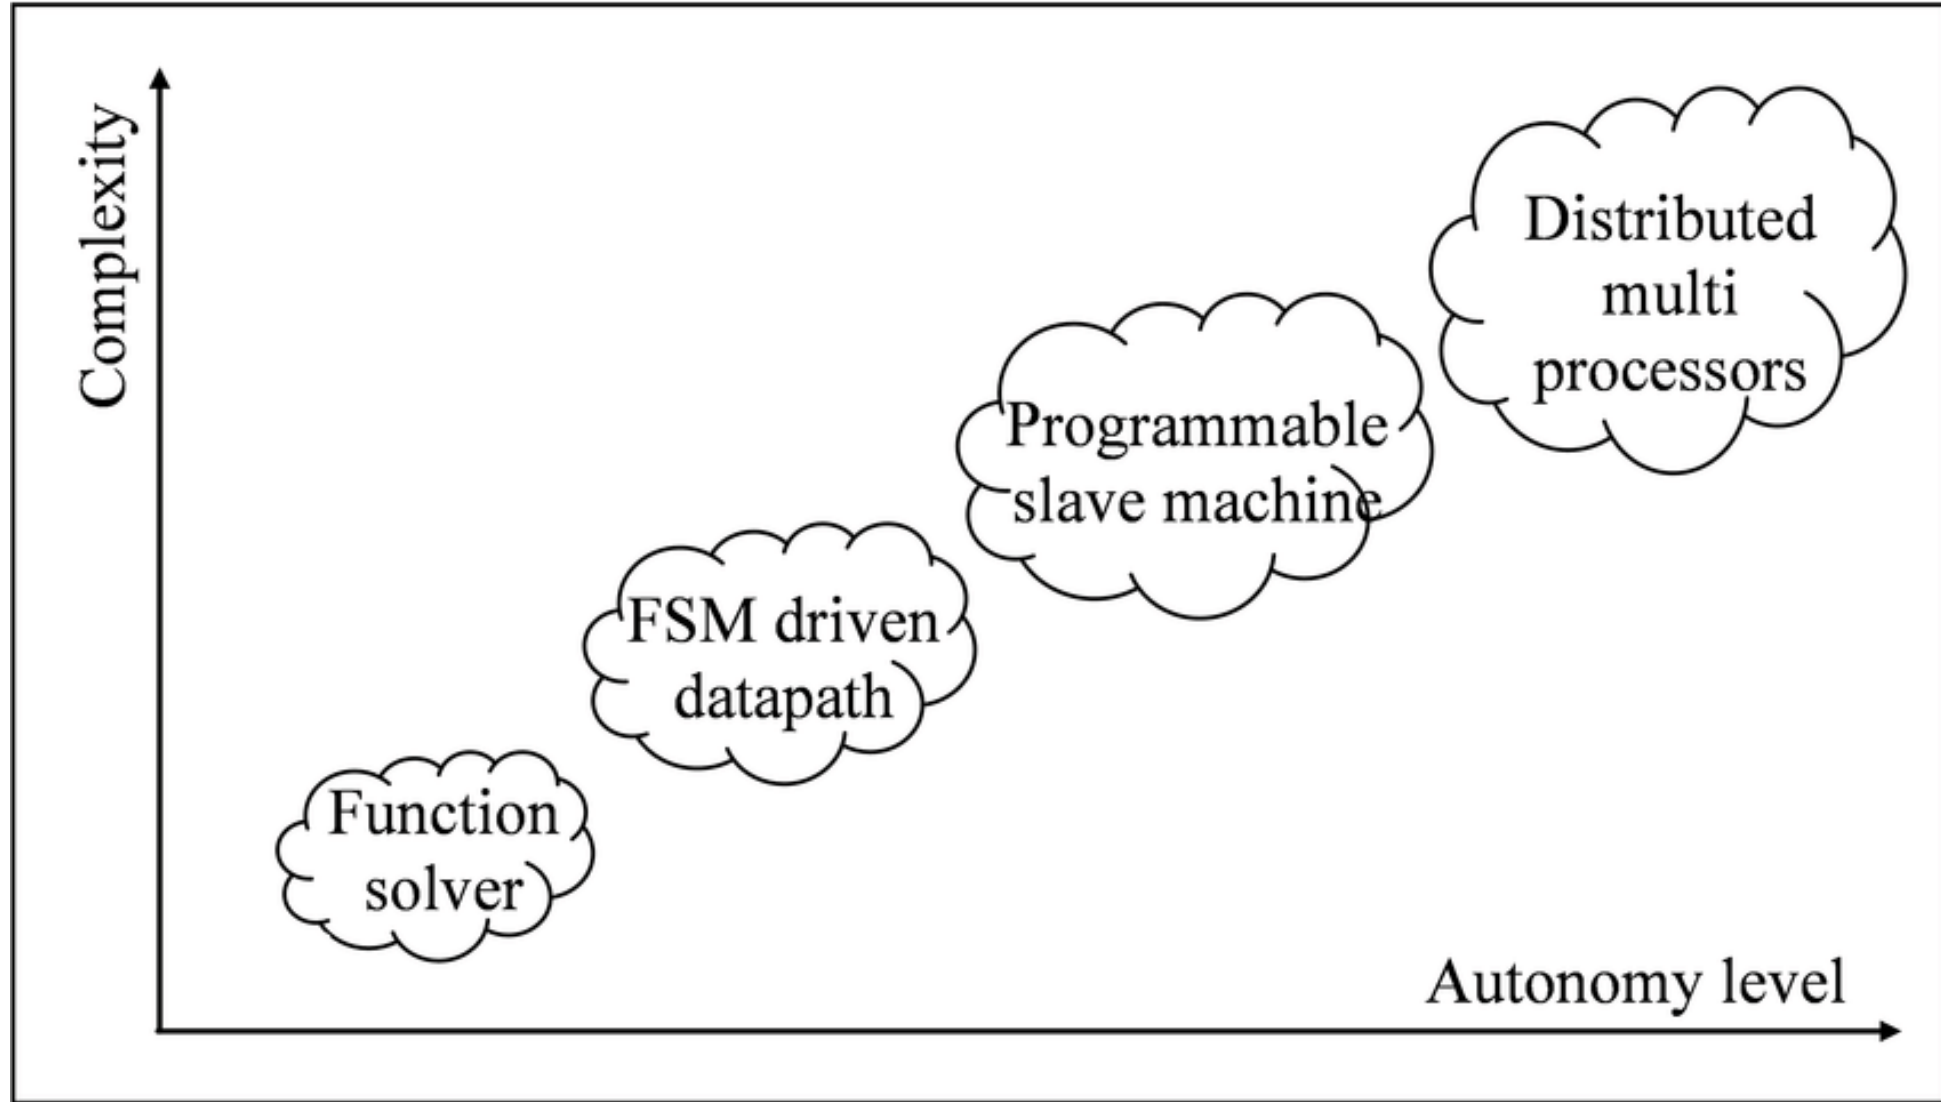 Complexity
Distributed
multi
processors
Programmable
slave machine
FSM driven
datapath
Function
solver
Autonomy level